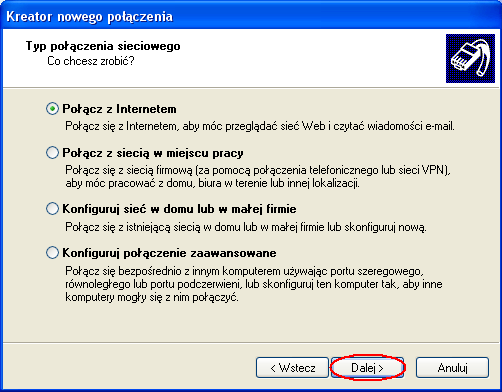 Kreator nowego połączenia
Typ połączenia sieciowego
Co chcesz zrobić?
Połącz z Internetem
Połącz się z Internetem, aby móc przeglądać sieć Web i czytać wiadomości e-mail.
Połącz z siecią w miejscu pracy
Połącz się z siecią firmową (za pomocą połączenia telefonicznego lub sieci VPN),
aby móc pracować z domu, biura w terenie lub innej lokalizacji.
Konfiguruj sieć w domu lub w małej firmie
Połącz się z istniejącą siecią w domu lub w małej firmie lub skonfiguruj nową.
Konfiguruj połączenie zaawansowane
Połącz się bezpośrednio z innym komputerem używając portu szeregowego,
równoległego lub portu podczerwieni, lub skonfiguruj ten komputer tak, aby inne
komputery mogły się z nim połączyć.
< Wstecz
Dalej >
Anuluj